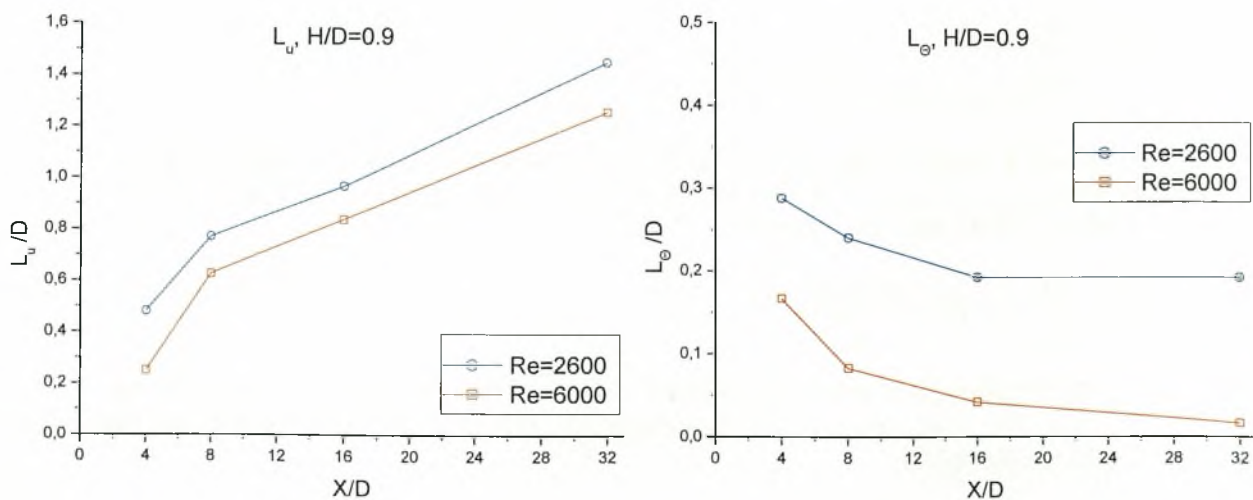 L_u, H/D=0.9
1,6
1,4
1,2
1,0
0,8
0,6
0,4
0,2
0,0
L_u/D
0 4 8 12 16 20 24 28 32
X/D
Re=2600
Re=6000
L_Θ, H/D=0.9
0,5
0,4
0,3
0,2
0,1
0,0
L_Θ/D
0 4 8 12 16 20 24 28 32
X/D
Re=2600
Re=6000